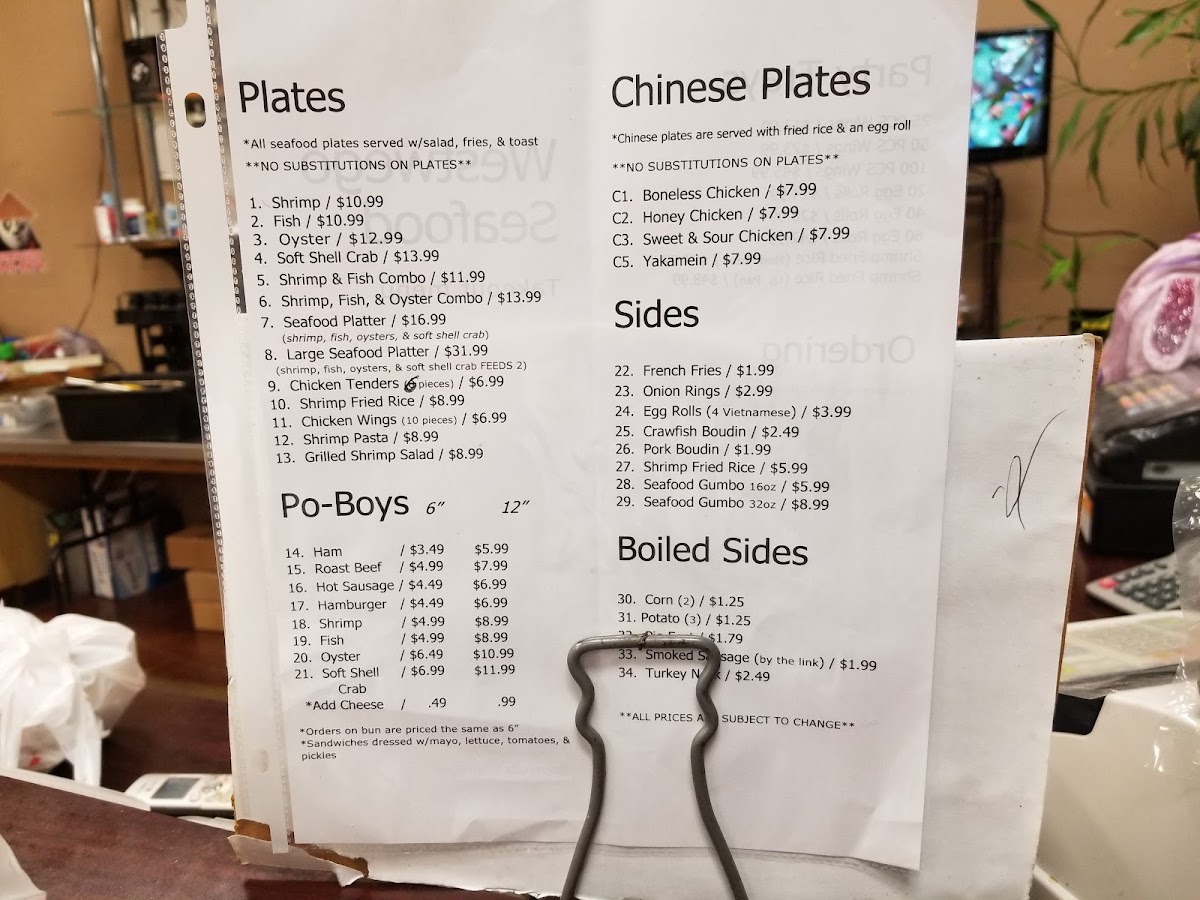 Plates
*All seafood plates served w/salad, fries, & toast
**NO SUBSTITUTIONS ON PLATES**
1. Shrimp / $10.99
2. Fish / $10.99
3. Oyster / $12.99
4. Soft Shell Crab / $13.99
5. Shrimp & Fish Combo / $11.99
6. Shrimp, Fish, & Oyster Combo / $13.99
7. Seafood Platter / $16.99
(shrimp, fish, oysters, & soft shell crab)
8. Large Seafood Platter / $31.99
(shrimp, fish, oysters, & soft shell crab FEEDS 2)
9. Chicken Tenders (6 pieces) / $6.99
10. Shrimp Fried Rice / $8.99
11. Chicken Wings (10 pieces) / $6.99
12. Shrimp Pasta / $8.99
13. Grilled Shrimp Salad / $8.99
Po-Boys 6" 12"
14. Ham / $3.49 $5.99
15. Roast Beef / $4.99 $7.99
16. Hot Sausage / $4.49 $6.99
17. Hamburger / $4.49 $6.99
18. Shrimp / $4.99 $8.99
19. Fish / $4.99 $8.99
20. Oyster / $6.49 $10.99
21. Soft Shell / $6.99 $11.99
Crab
*Add Cheese / .49 .99
*Orders on bun are priced the same as 6"
*Sandwiches dressed w/mayo, lettuce, tomatoes, &
pickles
Chinese Plates
*Chinese plates are served with fried rice & an egg roll
**NO SUBSTITUTIONS ON PLATES**
C1. Boneless Chicken / $7.99
C2. Honey Chicken / $7.99
C3. Sweet & Sour Chicken / $7.99
C5. Yakamein / $7.99
Sides
22. French Fries / $1.99
23. Onion Rings / $2.99
24. Egg Rolls (4 Vietnamese) / $3.99
25. Crawfish Boudin / $2.49
26. Pork Boudin / $1.99
27. Shrimp Fried Rice / $5.99
28. Seafood Gumbo 16oz / $5.99
29. Seafood Gumbo 32oz / $8.99
Boiled Sides
30. Corn (2) / $1.25
31. Potato (3) / $1.25
$1.79
33. Smoked Sausage (by the link) / $1.99
34. Turkey Neck / $2.49
**ALL PRICES ARE SUBJECT TO CHANGE**